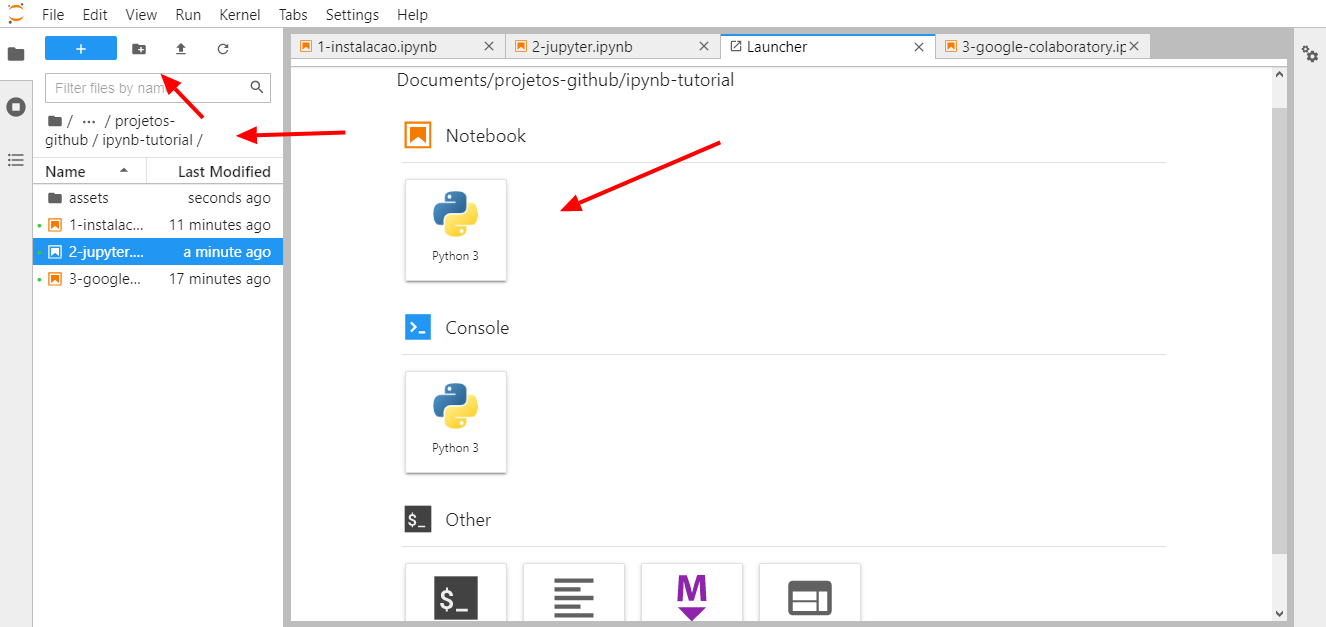 File Edit View Run Kernel Tabs Settings Help
+
1-instalacao.ipynb
2-jupyter.ipynb
Launcher
3-google-colaboratory.ip
Filter files by nam
/ ... / projetos-
github / ipynb-tutorial /
Name Last Modified
assets seconds ago
1-instalac... 11 minutes ago
2-jupyter.... a minute ago
3-google... 17 minutes ago
Documents/projetos-github/ipynb-tutorial
Notebook
Python 3
>_ Console
Python 3
$_ Other
$_
M